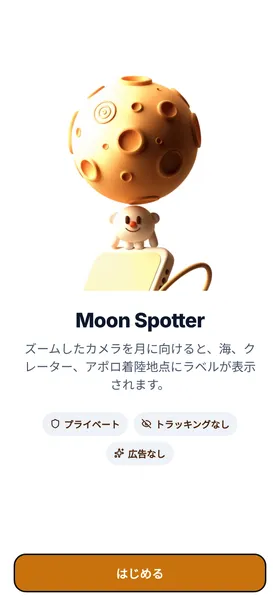 Moon Spotter
ズームしたカメラを月に向けると、海、ク
レーター、アポロ着陸地点にラベルが表示
されます。
プライベート
トラッキングなし
広告なし
はじめる